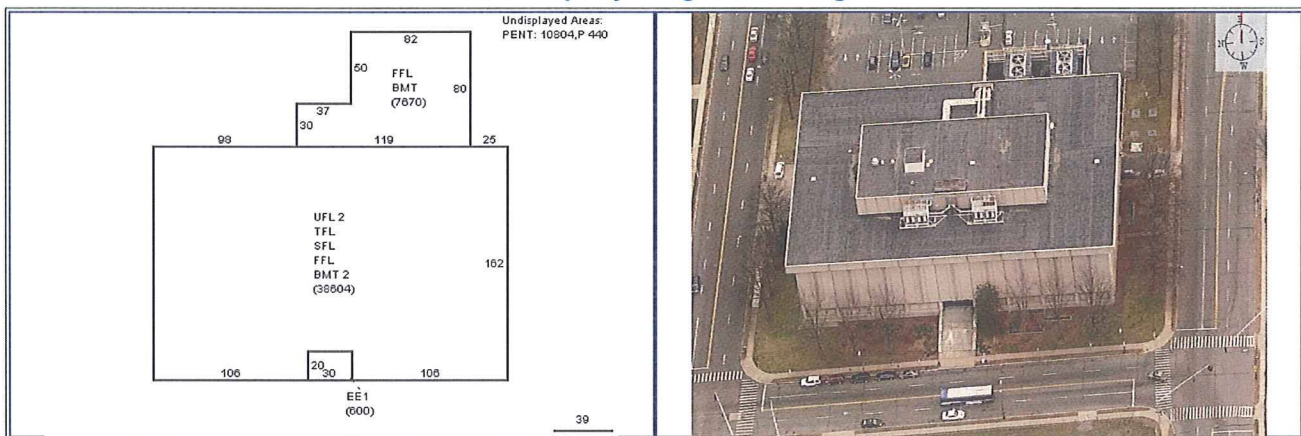 Undisplayed Areas:
PENT: 10804,P 440
82
50
FFL
BMT
(7670)
80
37
30
98
119
25
UFL 2
TFL
SFL
FFL
BMT 2
(38604)
162
20
106
30
106
EÈ1
(600)
39
E
N
S
W